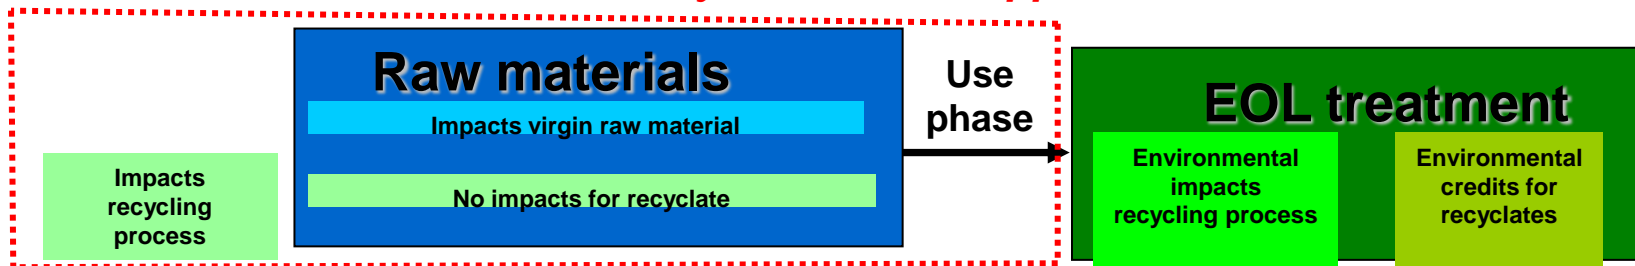 Raw materials
Use
phase
EOL treatment
Impacts virgin raw material
No impacts for recyclate
Impacts
recycling
process
Environmental
impacts
recycling process
Environmental
credits for
recyclates